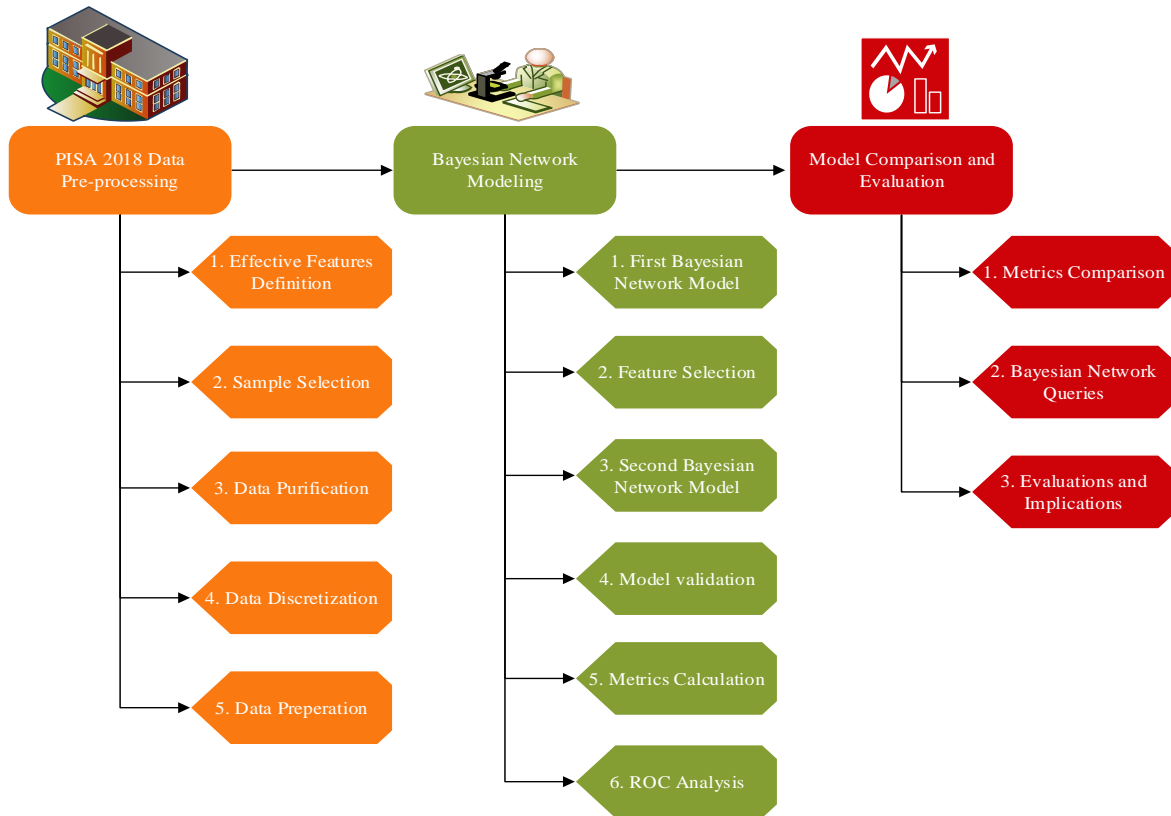 PISA 2018 Data
Pre-processing
1. Effective Features
Definition
2. Sample Selection
3. Data Purification
4. Data Discretization
5. Data Preperation
Bayesian Network
Modeling
1. First Bayesian
Network Model
2. Feature Selection
3. Second Bayesian
Network Model
4. Model validation
5. Metrics Calculation
6. ROC Analysis
Model Comparison and
Evaluation
1. Metrics Comparison
2. Bayesian Network
Queries
3. Evaluations and
Implications